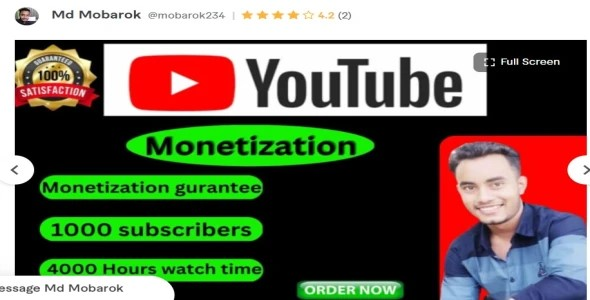 Md Mobarok @mobarok234 | 4.2 (2)
GUARANTEED
100%
SATISFACTION
YouTube
Full Screen
Monetization
Monetization gurantee
1000 subscribers
4000 Hours watch time
essage Md Mobarok
ORDER NOW